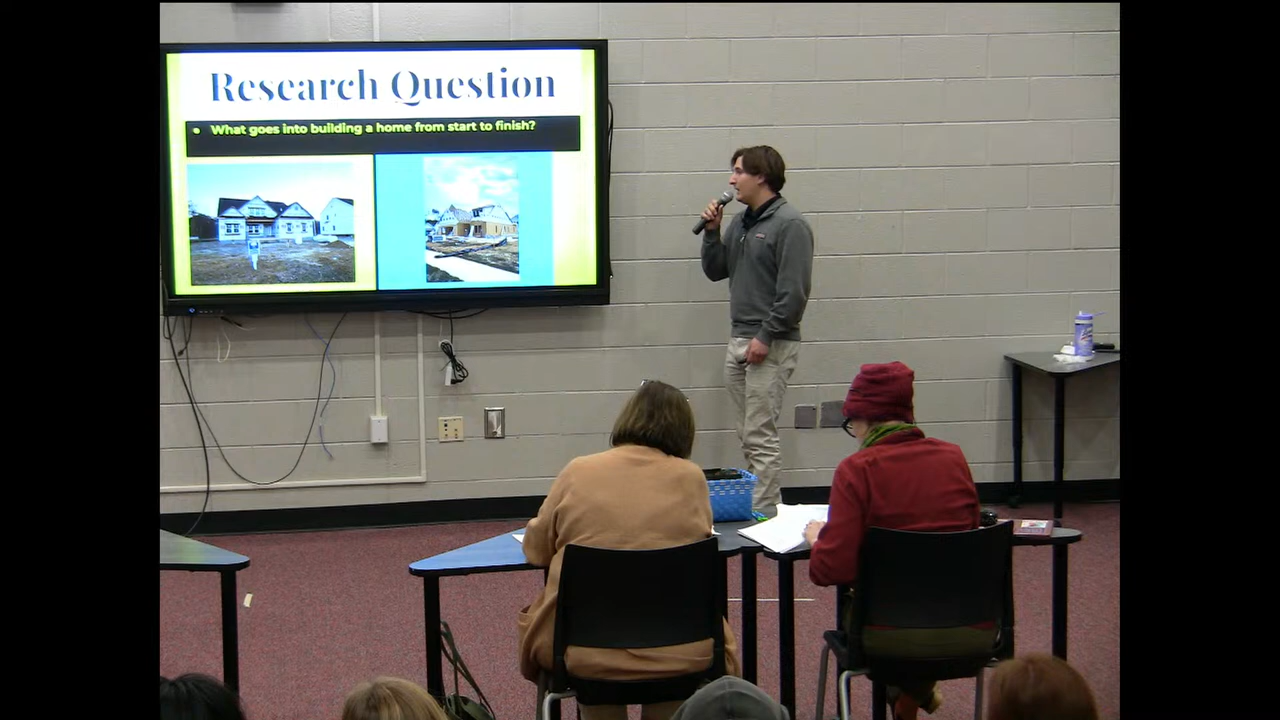 Research Question
• What goes into building a home from start to finish?